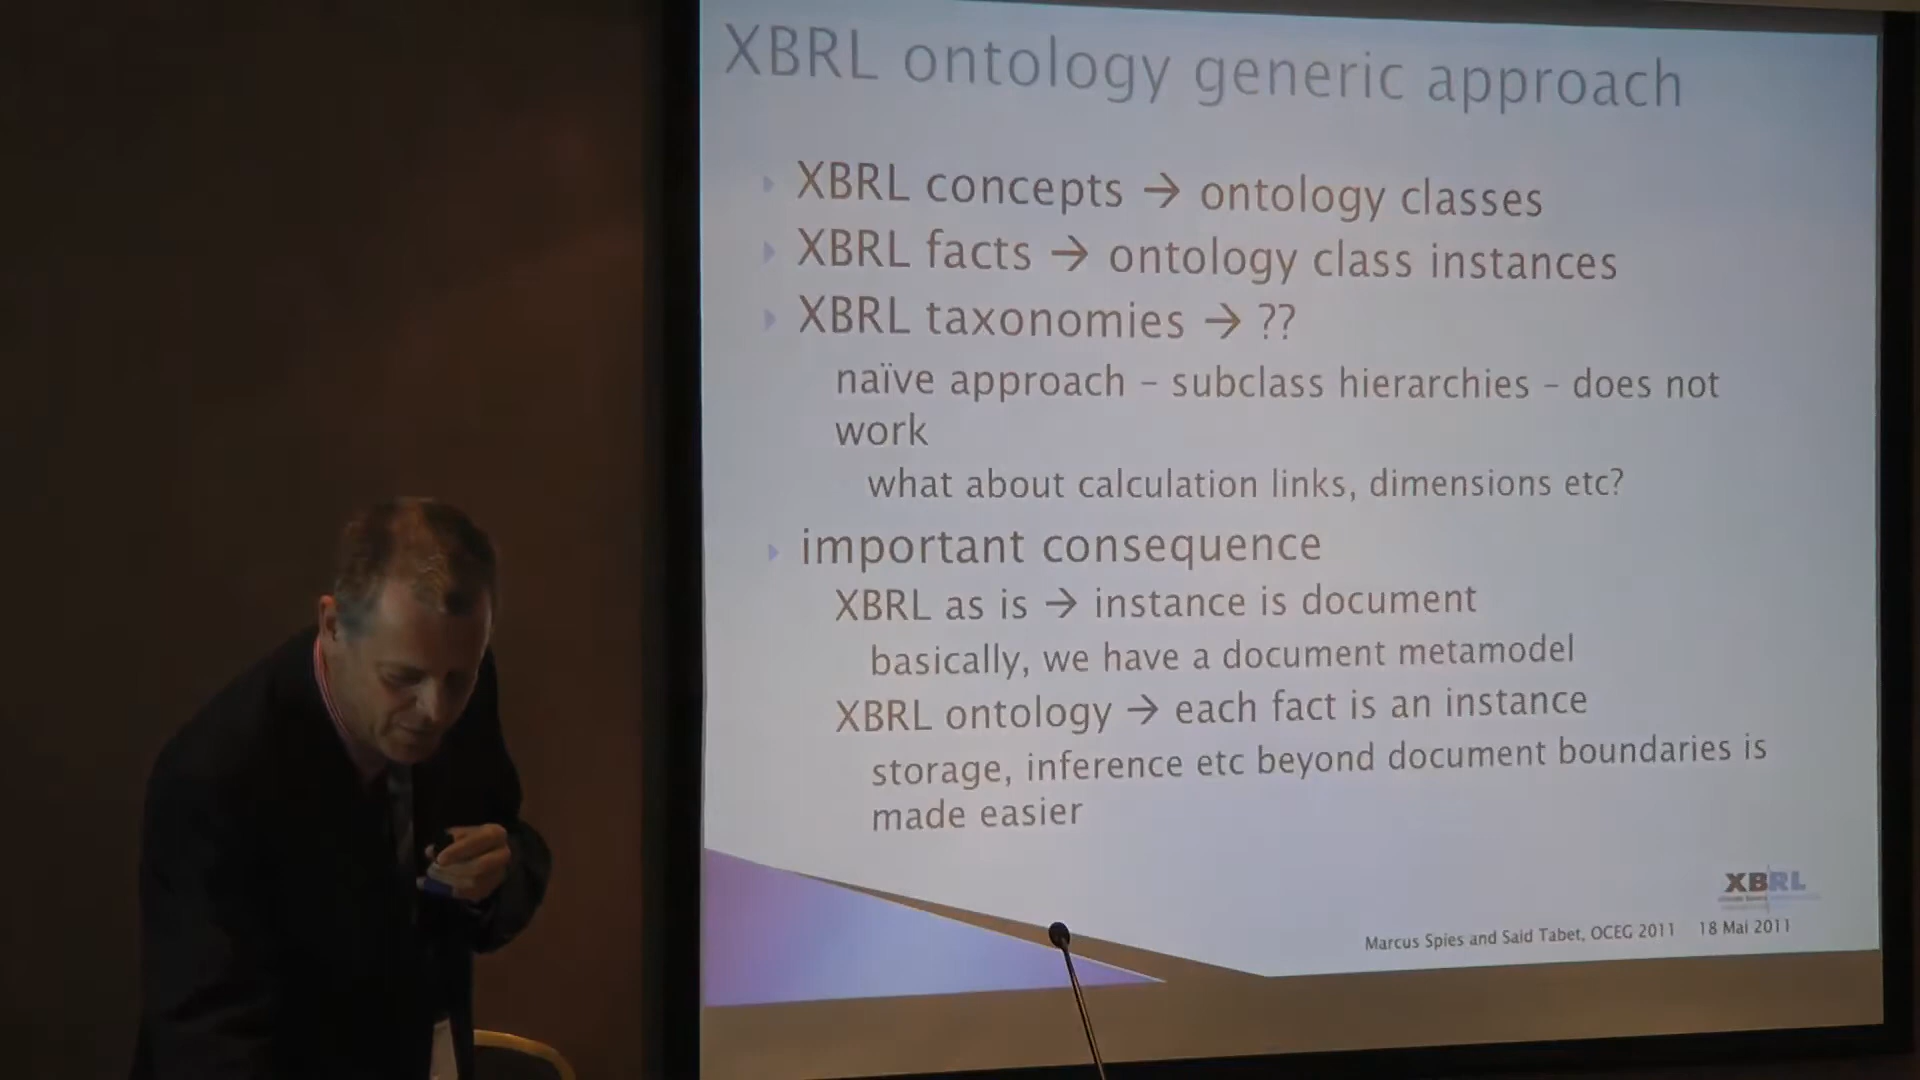 XBRL ontology generic approach
XBRL concepts → ontology classes
XBRL facts → ontology class instances
XBRL taxonomies → ??
naïve approach – subclass hierarchies – does not
work
what about calculation links, dimensions etc?
important consequence
XBRL as is → instance is document
basically, we have a document metamodel
XBRL ontology → each fact is an instance
storage, inference etc beyond document boundaries is
made easier
XBRL
Marcus Spies and Said Tabet, OCEG 2011 18 Mai 2011